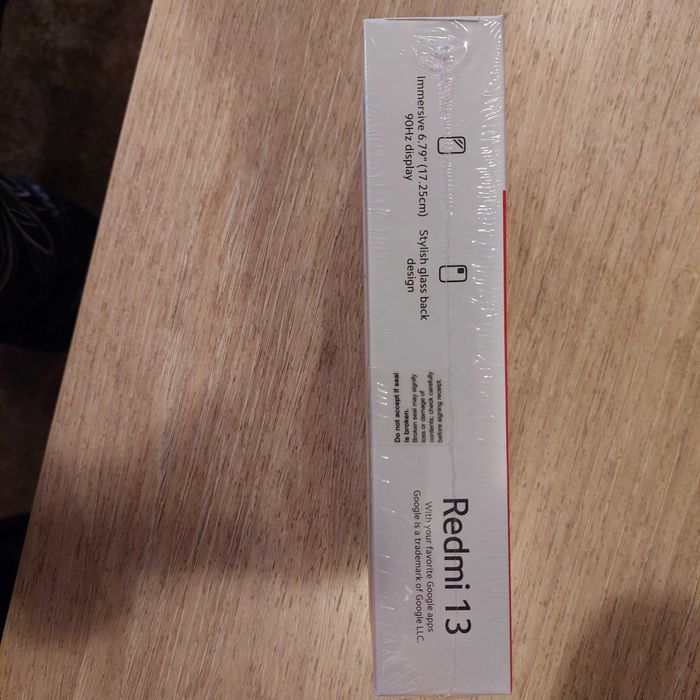 Immersive 6.79" (17.25cm)
90Hz display
Stylish glass back
design
Do not accept if seal
is broken.
Broken seal may signify
loss or damage of
contents, check carefully
before signing receipt.
Redmi 13
With your favorite Google apps
Google is a trademark of Google LLC.